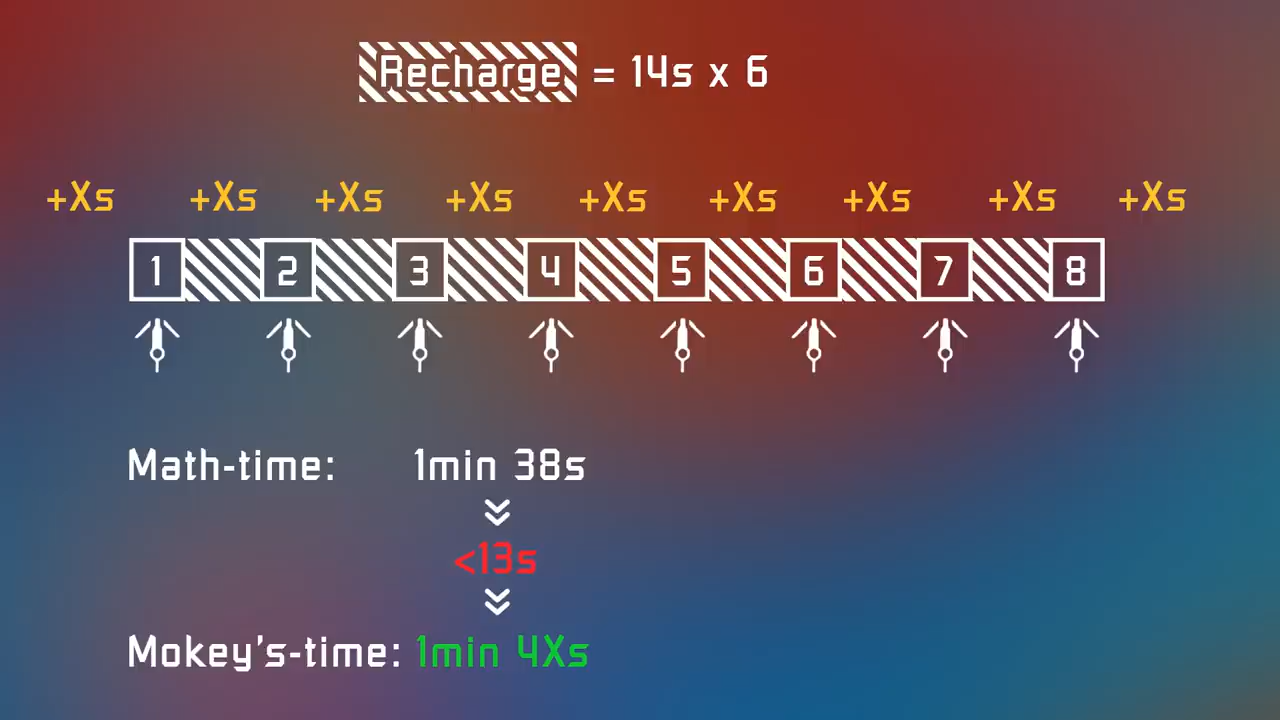 Recharge = 14s x 6
+Xs +Xs +Xs +Xs +Xs +Xs +Xs +Xs +Xs
1 2 3 4 5 6 7 8
Math-time: 1min 38s
<13s
Mokey's-time: 1min 4Xs